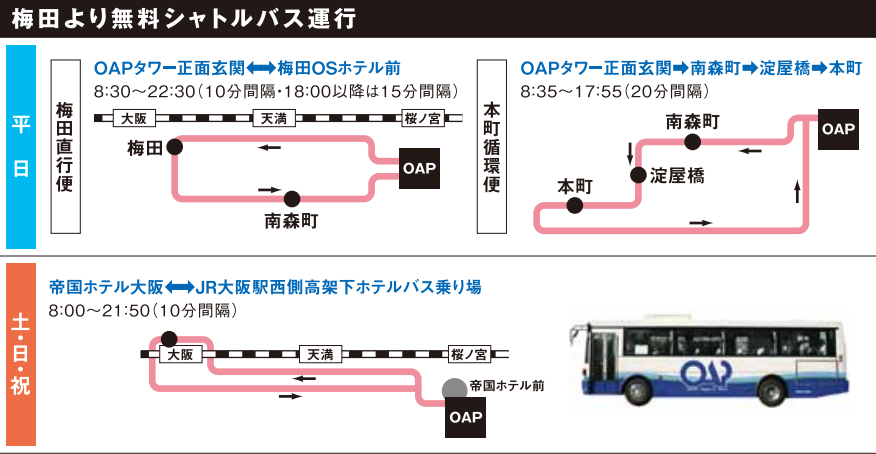 梅田より無料シャトルバス運行
平日
梅田直行便
OAPタワー正面玄関⟷梅田OSホテル前
8:30〜22:30(10分間隔・18:00以降は15分間隔)
大阪 天満 桜ノ宮
梅田
OAP
南森町
本町循環便
OAPタワー正面玄関➡南森町➡淀屋橋➡本町
8:35〜17:55(20分間隔)
南森町
OAP
淀屋橋
本町
土・日・祝
帝国ホテル大阪⟷JR大阪駅西側高架下ホテルバス乗り場
8:00〜21:50(10分間隔)
大阪 天満 桜ノ宮
帝国ホテル前
OAP
OAP